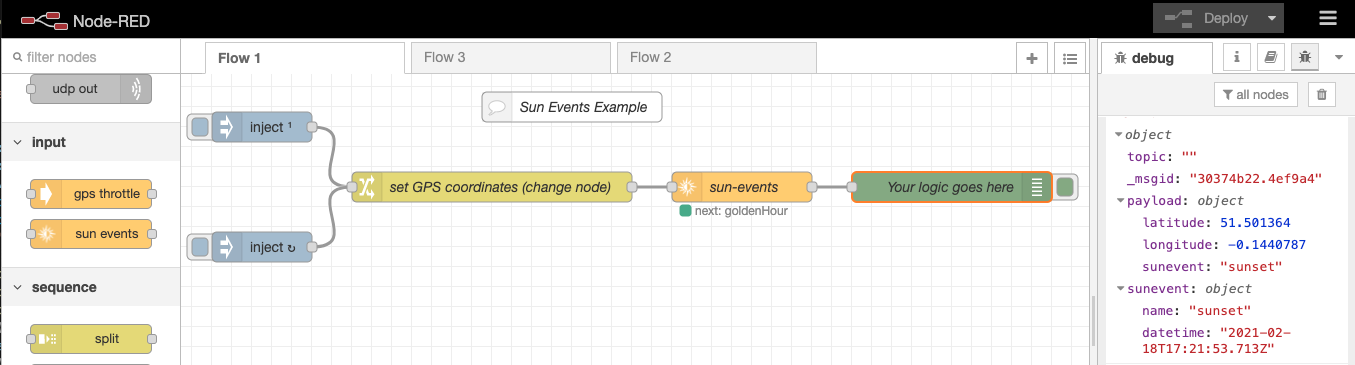 Node-RED
Deploy
filter nodes
Flow 1
Flow 3
Flow 2
debug
i
all nodes
udp out
input
gps throttle
sun events
sequence
split
Sun Events Example
inject ¹
inject ↻
set GPS coordinates (change node)
sun-events
next: goldenHour
Your logic goes here
object
topic: ""
_msgid: "30374b22.4ef9a4"
payload: object
latitude: 51.501364
longitude: -0.1440787
sunevent: "sunset"
sunevent: object
name: "sunset"
datetime: "2021-02-
18T17:21:53.713Z"